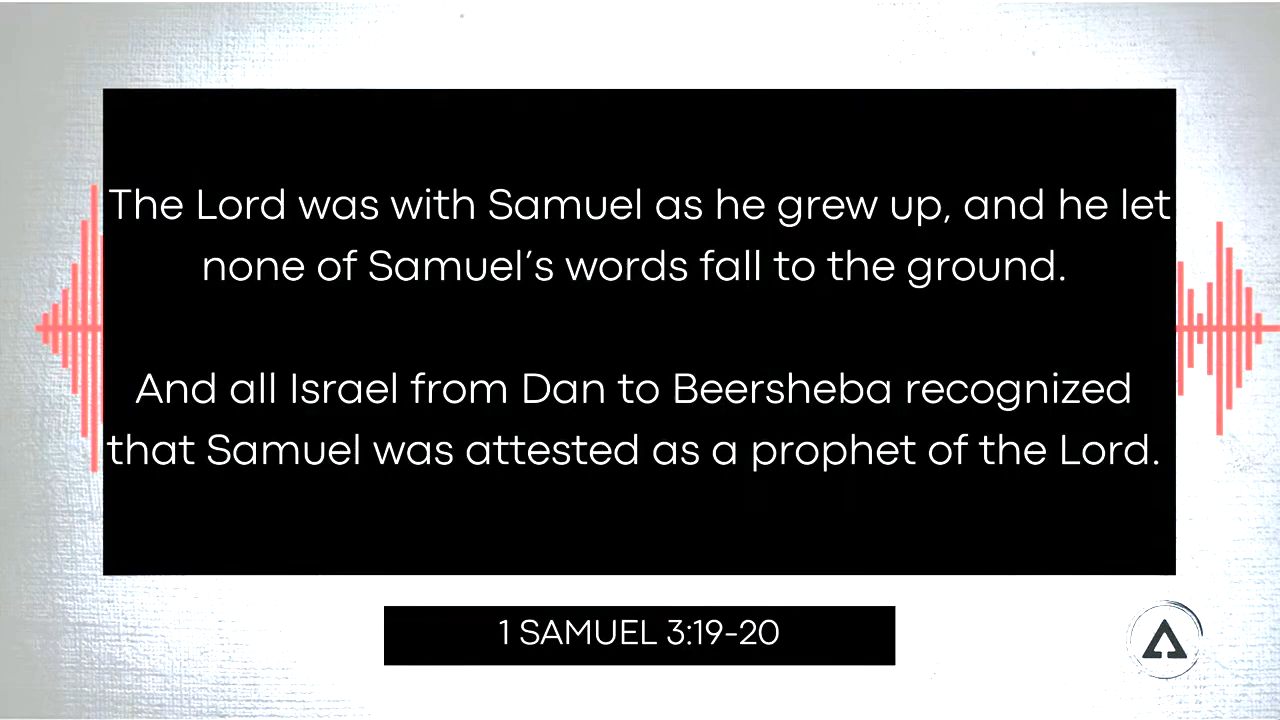 The Lord was with Samuel as he grew up, and he let
none of Samuel’s words fall to the ground.
And all Israel from Dan to Beersheba recognized
that Samuel was attested as a prophet of the Lord.
1 SAMUEL 3:19-20